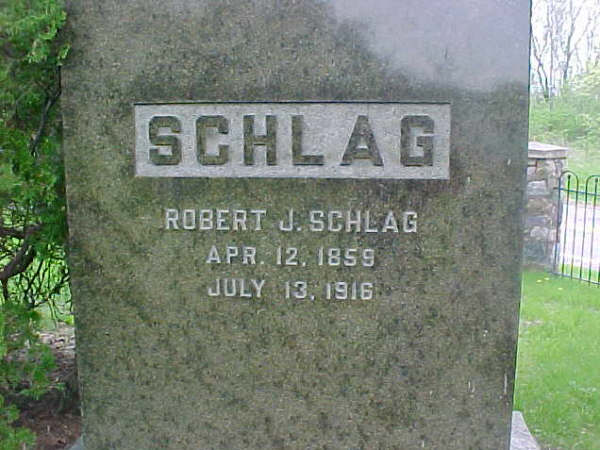 SCHLAG
ROBERT J. SCHLAG
APR. 12, 1859
JULY 13, 1916